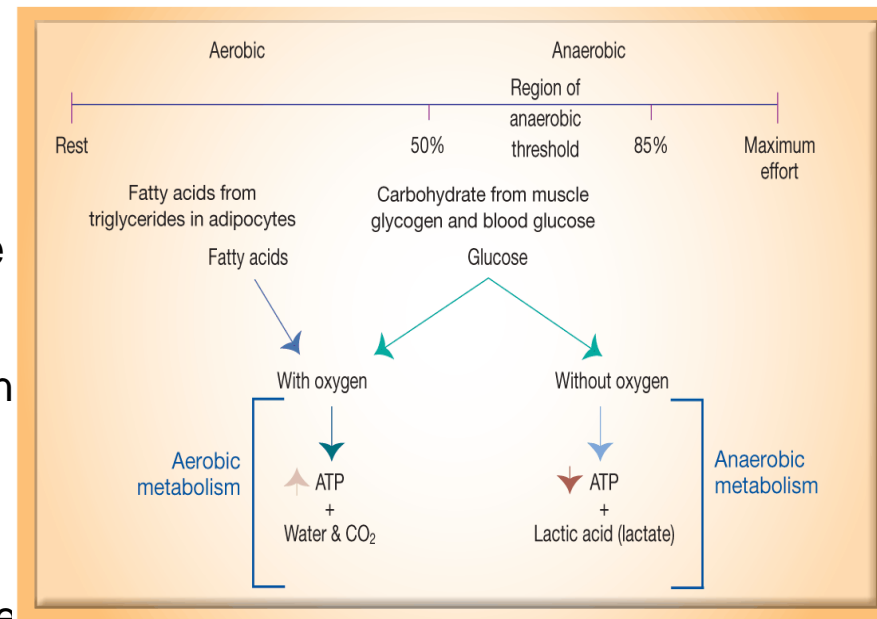 Aerobic
Anaerobic
Region of
anaerobic
threshold
Rest
50%
85%
Maximum
effort
Fatty acids from
triglycerides in adipocytes
Carbohydrate from muscle
glycogen and blood glucose
Fatty acids
Glucose
With oxygen
Without oxygen
Aerobic
metabolism
ATP
+
Water & CO₂
ATP
+
Lactic acid (lactate)
Anaerobic
metabolism